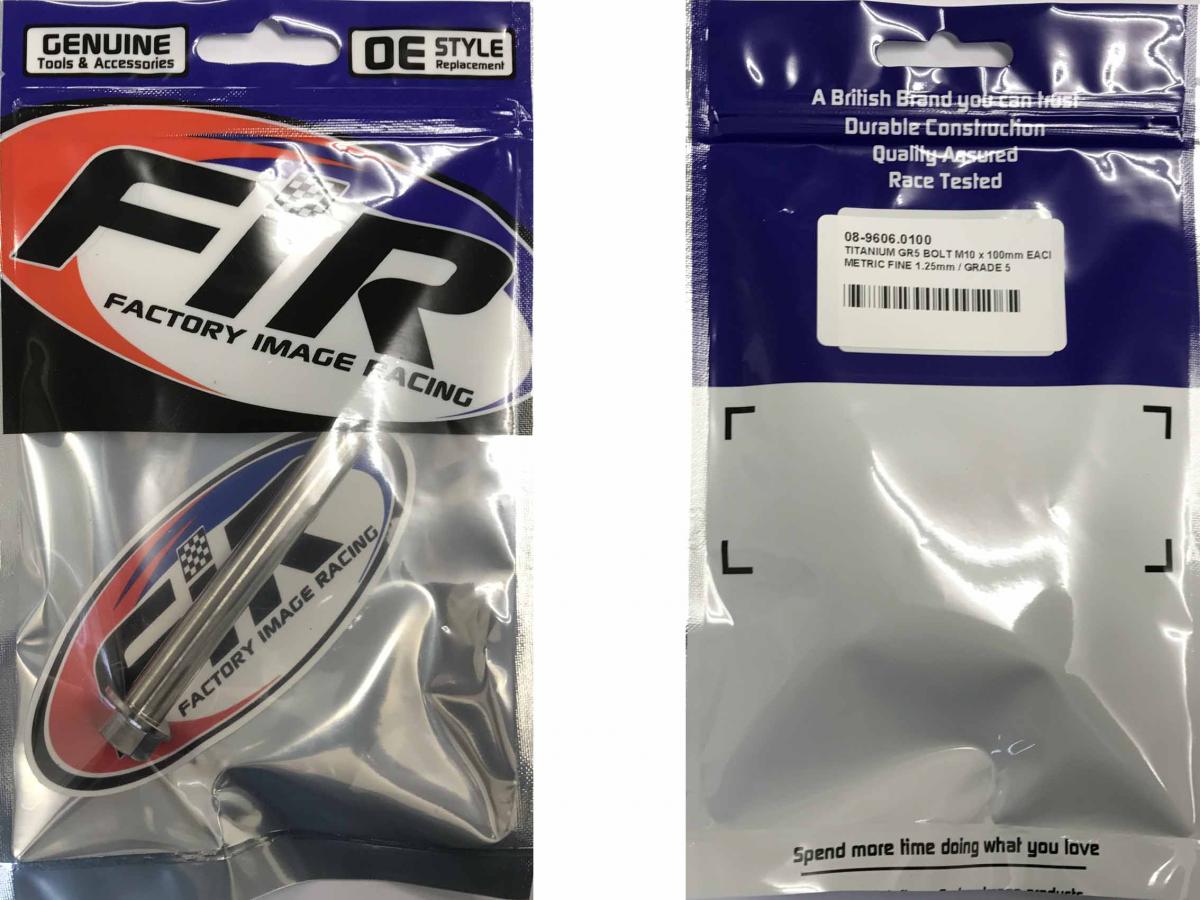 GENUINE
Tools & Accessories
OE STYLE
Replacement
FiR
FACTORY IMAGE RACING
FiR
FACTORY IMAGE RACING
A British Brand you can trust
Durable Construction
Quality Assured
Race Tested
08-9606.0100
TITANIUM GR5 BOLT M10 x 100mm EACI
METRIC FINE 1.25mm / GRADE 5
Spend more time doing what you love
products